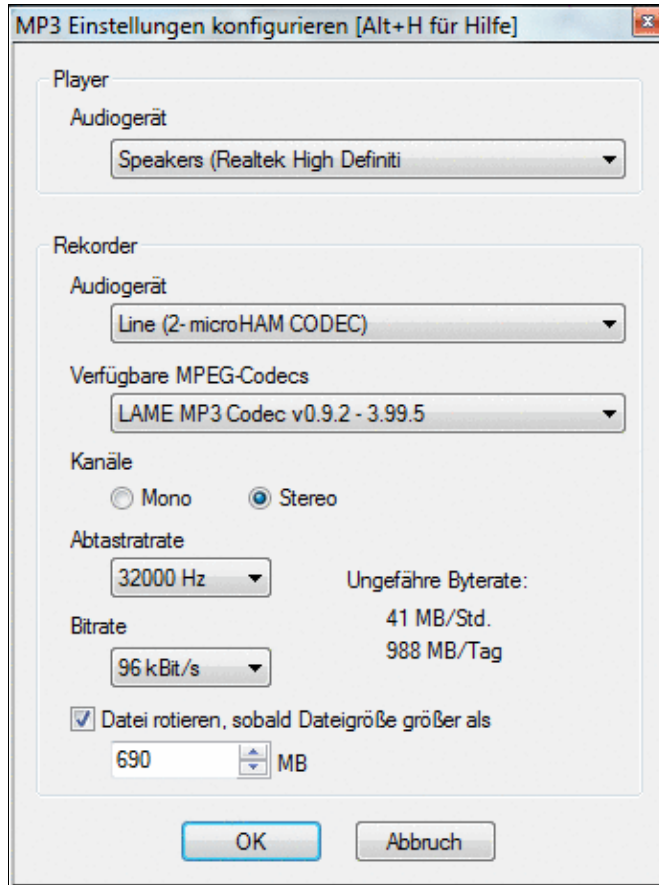 MP3 Einstellungen konfigurieren [Alt+H für Hilfe]
Player
Audiogerät
Speakers (Realtek High Definiti
Rekorder
Audiogerät
Line (2- microHAM CODEC)
Verfügbare MPEG-Codecs
LAME MP3 Codec v0.9.2 - 3.99.5
Kanäle
Mono Stereo
Abtastratrate
32000 Hz
Ungefähre Byterate:
41 MB/Std.
988 MB/Tag
Bitrate
96 kBit/s
Datei rotieren, sobald Dateigröße größer als
690 MB
OK Abbruch